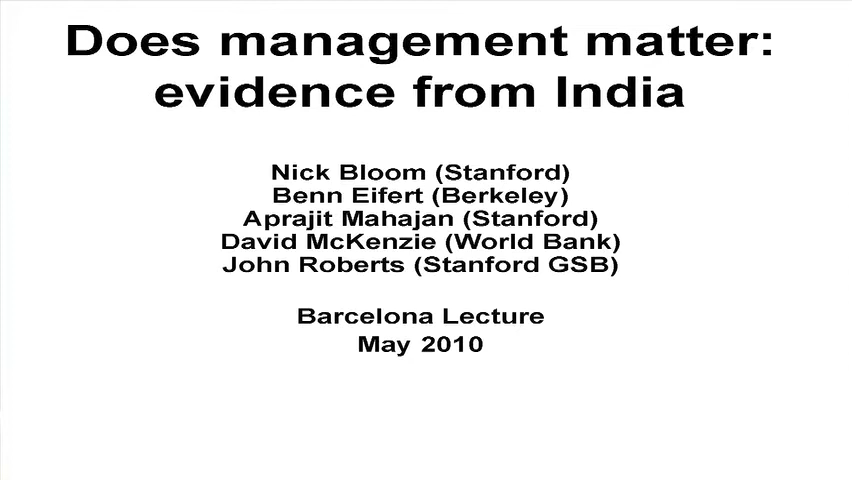 Does management matter:
evidence from India
Nick Bloom (Stanford)
Benn Eifert (Berkeley)
Aprajit Mahajan (Stanford)
David McKenzie (World Bank)
John Roberts (Stanford GSB)
Barcelona Lecture
May 2010